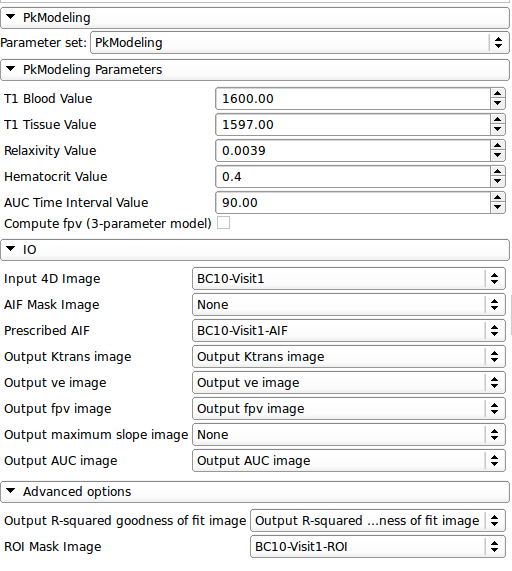 PkModeling
Parameter set: PkModeling
PkModeling Parameters
T1 Blood Value 1600.00
T1 Tissue Value 1597.00
Relaxivity Value 0.0039
Hematocrit Value 0.4
AUC Time Interval Value 90.00
Compute fpv (3-parameter model)
IO
Input 4D Image BC10-Visit1
AIF Mask Image None
Prescribed AIF BC10-Visit1-AIF
Output Ktrans image Output Ktrans image
Output ve image Output ve image
Output fpv image Output fpv image
Output maximum slope image None
Output AUC image Output AUC image
Advanced options
Output R-squared goodness of fit image Output R-squared ...ness of fit image
ROI Mask Image BC10-Visit1-ROI